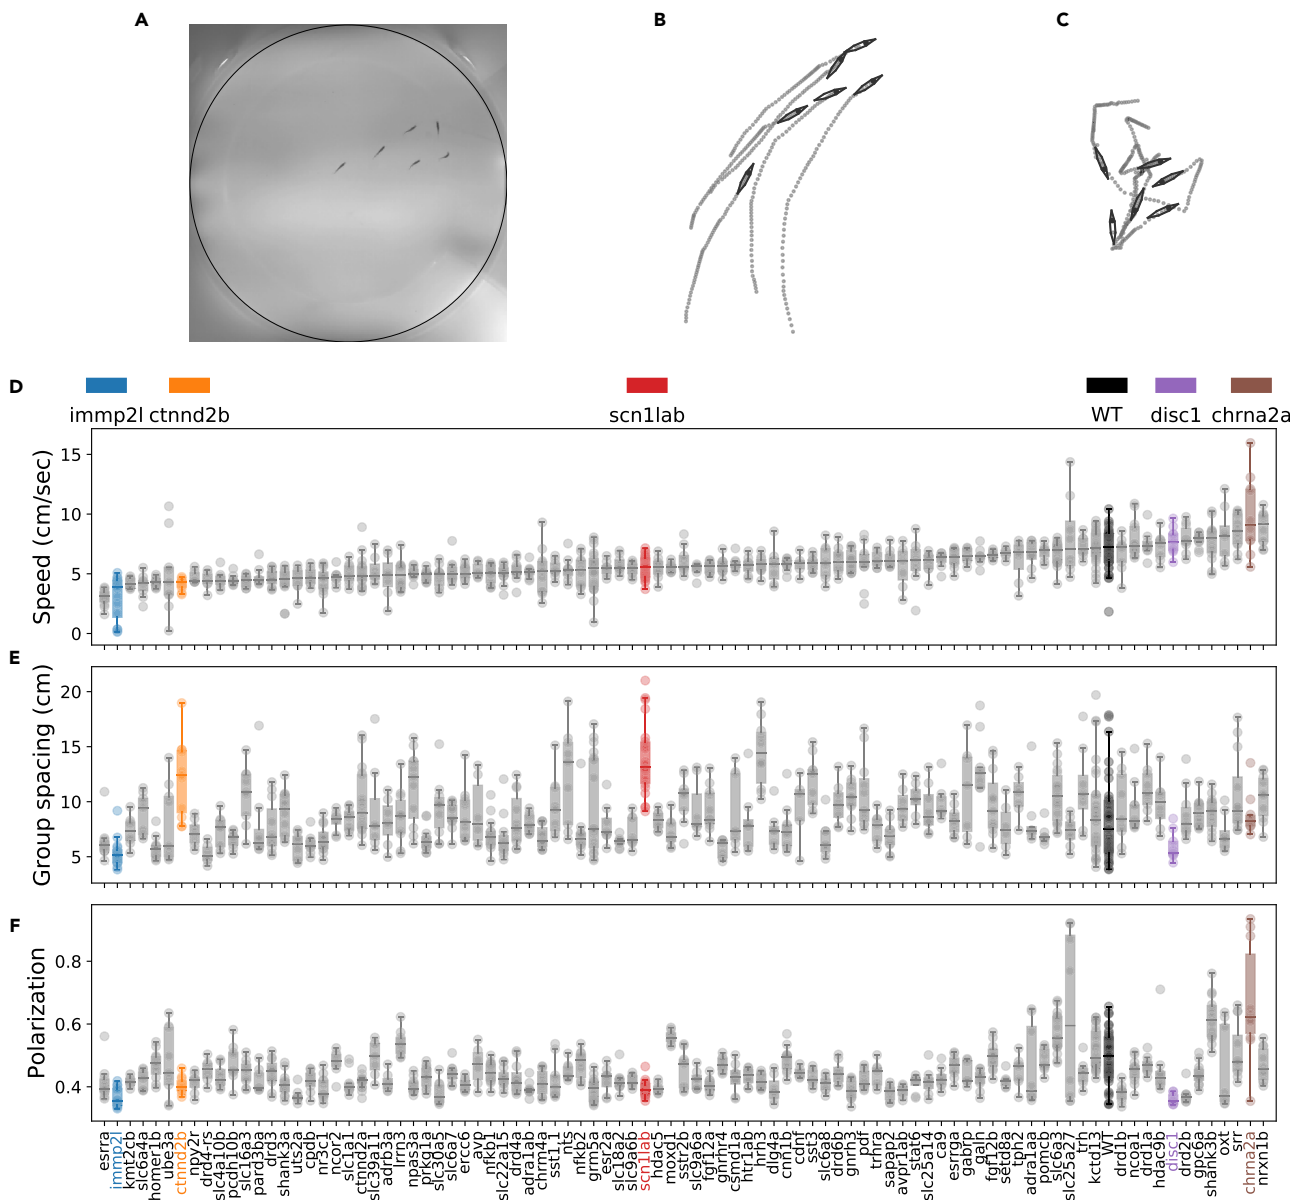 A
B
C
D
immp2l
ctnnd2b
scn1lab
WT
disc1
chrna2a
Speed (cm/sec)
15
10
5
0
E
Group spacing (cm)
20
15
10
5
F
Polarization
0.8
0.6
0.4
esrra
immp2l
kmt2cb
slc6a4a
homer1b
ube3a
ctnnd2b
npy2rl
drd4-rs
slc4a10b
pcdh10b
slc16a3
pard3ba
drd3
shank3a
uts2a
cpdb
nr3c1
ncor2
slc1a1
ctnnd2a
slc39a11
adrb3a
lrrn3
npas3a
prkg1a
slc30a5
slc6a7
ercc6
avp
nfkb1
slc22a15
drd4a
adra1ab
chrm4a
sst1.1
nts
nfkb2
grm5a
esr2a
slc18a2
slc9a6b
scn1lab
hdac5
moxd1
sstr2b
slc9a6a
fgf12a
gnrhr4
csmd1a
htr1ab
hrh3
dlg4a
cnr1b
cdhf
sst3
slc6a8
drd6b
gnrh3
pdf
trhra
sapap2
avpr1ab
stat6
slc25a14
ca9
esrrga
gabrp
ngaln
fgf12b
setd8a
tph2
adra1aa
pomcb
slc6a3
slc25a27
trh
kctd13
WT
drd1b
ncoa1
drd1a
hdac9b
disc1
drd2b
gpc6a
shank3b
oxt
srr
chrna2a
nrxn1b